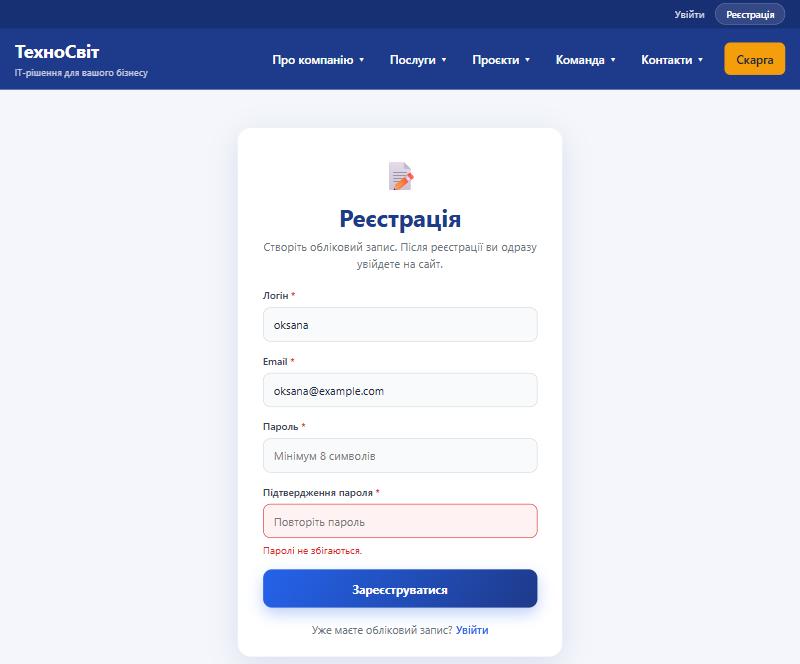 Увійти
Реєстрація
ТехноСвіт
ІТ-рішення для вашого бізнесу
Про компанію ▼
Послуги ▼
Проєкти ▼
Команда ▼
Контакти ▼
Скарга
Реєстрація
Створіть обліковий запис. Після реєстрації ви одразу
увійдете на сайт.
Логін *
oksana
Email *
oksana@example.com
Пароль *
Мінімум 8 символів
Підтвердження пароля *
Повторіть пароль
Паролі не збігаються.
Зареєструватися
Уже маєте обліковий запис? Увійти